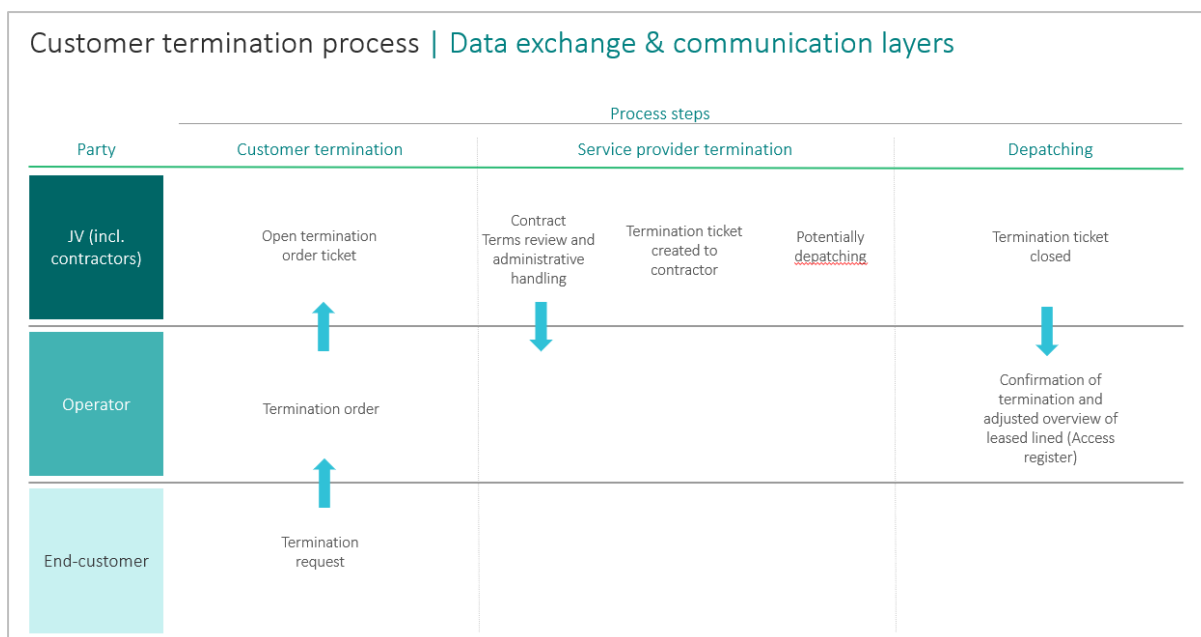 Customer termination process | Data exchange & communication layers
Process steps
Party
Customer termination
Service provider termination
Depatching
JV (incl.
contractors)
Open termination
order ticket
Contract
Terms review and
administrative
handling
Termination ticket
created to
contractor
Potentially
depatching
Termination ticket
closed
Operator
Termination order
Confirmation of
termination and
adjusted overview of
leased lined (Access
register)
End-customer
Termination
request